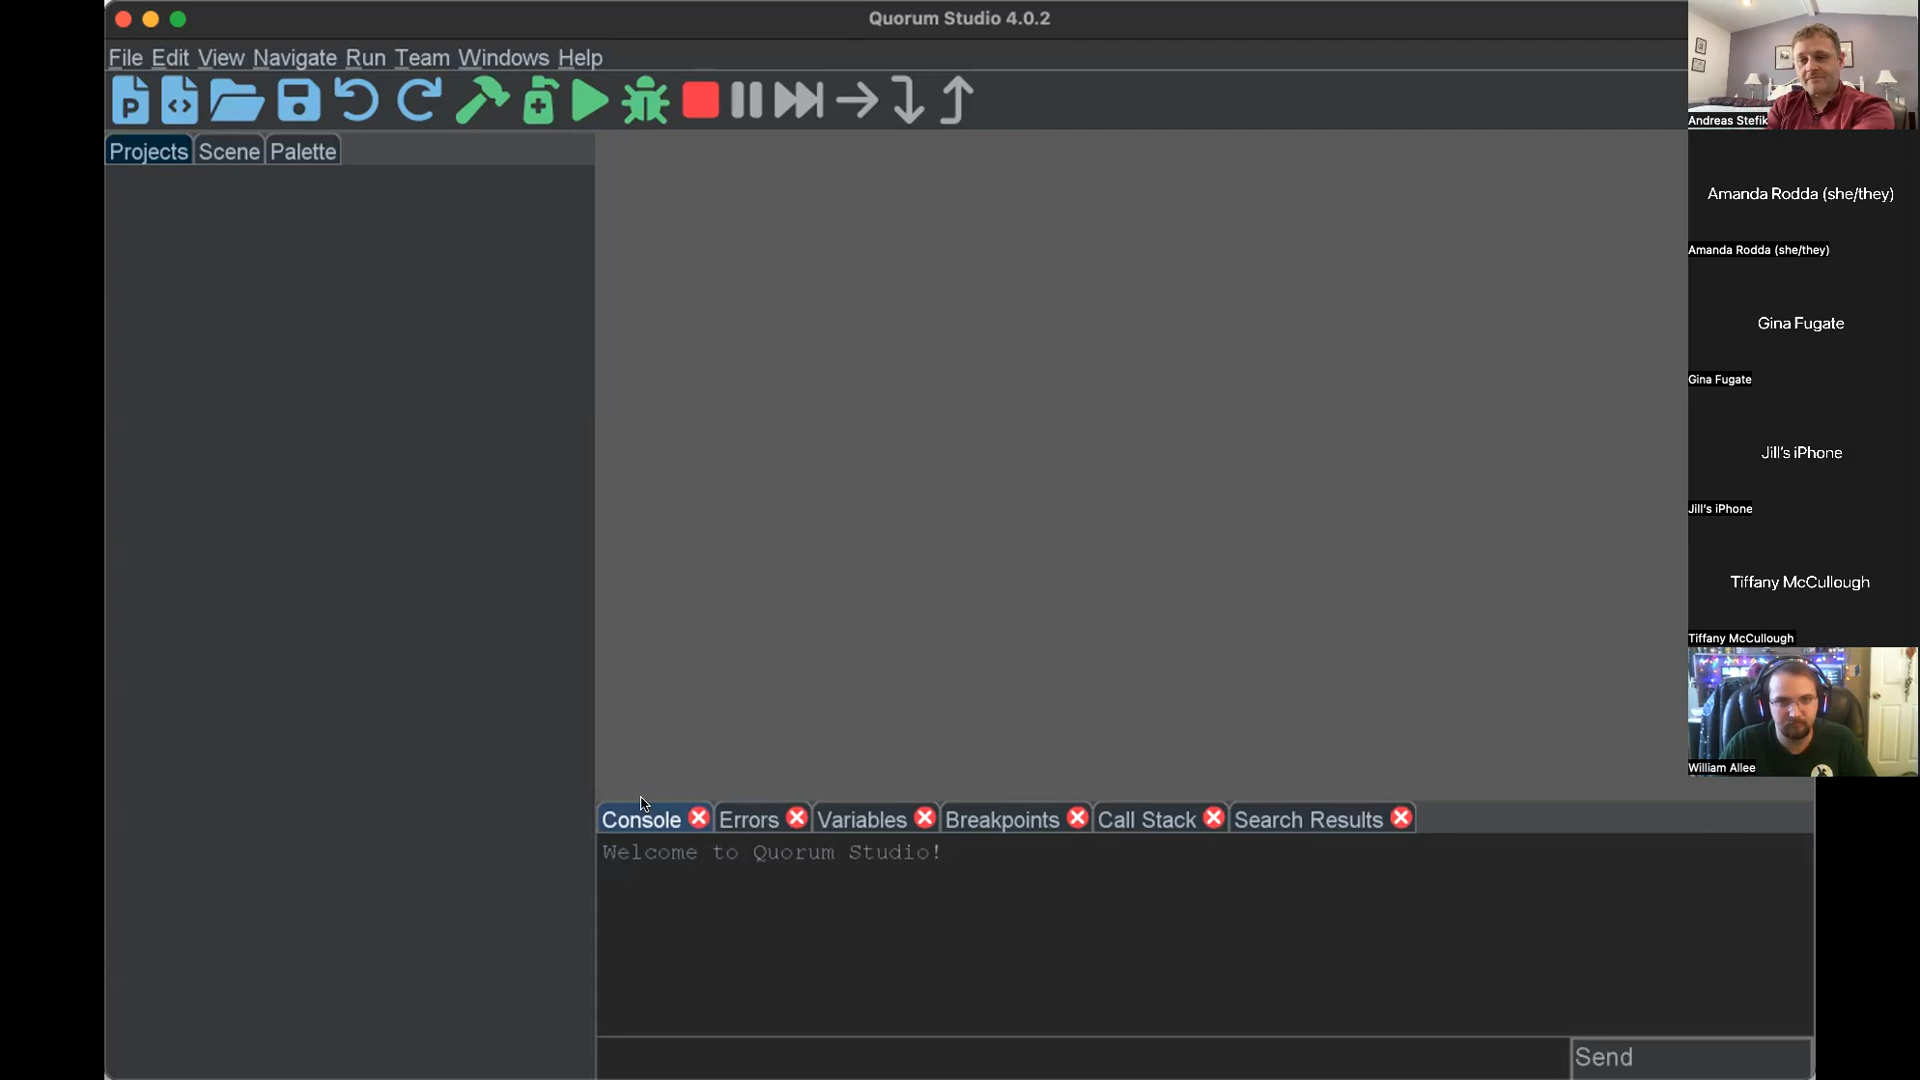 Quorum Studio 4.0.2
File Edit View Navigate Run Team Windows Help
P
Projects Scene Palette
Console Errors Variables Breakpoints Call Stack Search Results
Welcome to Quorum Studio!
Send
Andreas Stefik
Amanda Rodda (she/they)
Amanda Rodda (she/they)
Gina Fugate
Gina Fugate
Jill's iPhone
Jill's iPhone
Tiffany McCullough
Tiffany McCullough
William Allee